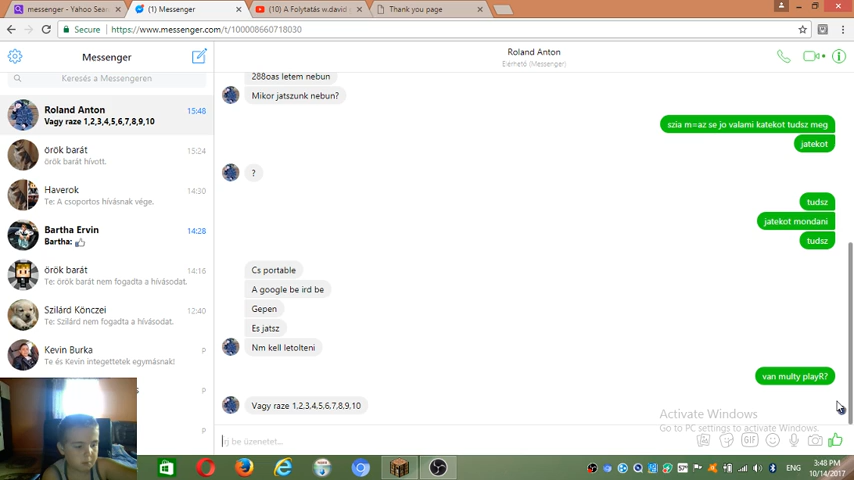 messenger - Yahoo Sear
(1) Messenger
(10) A Folytatás w.david s
Thank you page
Secure
https://www.messenger.com/t/100008660718030
Messenger
Roland Anton
Elérhető (Messenger)
Keresés a Messengeren
Roland Anton
15:48
Vagy raze 1,2,3,4,5,6,7,8,9,10
örök barát
15:24
örök barát hívott.
Haverok
14:30
Te: A csoportos hívásnak vége.
Bartha Ervin
14:28
Bartha:
örök barát
14:16
Te: örök barát nem fogadta a hívásodat.
Szilárd Könczei
12:40
Te: Szilárd nem fogadta a hívásodat.
Kevin Burka
P
Te és Kevin integettetek egymásnak!
P
P
288oas letem nebun
Mikor jatszunk nebun?
szia m=az se jo valami katekot tudsz meg
jatekot
?
tudsz
jatekot mondani
tudsz
Cs portable
A google be ird be
Gepen
Es jatsz
Nm kell letolteni
van multy playR?
Vagy raze 1,2,3,4,5,6,7,8,9,10
Activate Windows
Go to PC settings to activate Windows.
Írj be üzenetet...
GIF
ENG
3:48 PM
10/14/2017